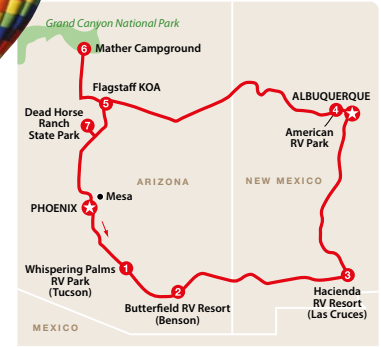 Grand Canyon National Park
6
Mather Campground
Flagstaff KOA
5
ALBUQUERQUE
4
American
RV Park
Dead Horse
Ranch
State Park
7
ARIZONA
NEW MEXICO
Mesa
PHOENIX
Whispering Palms
RV Park
(Tucson)
1
2
Butterfield RV Resort
(Benson)
3
Hacienda
RV Resort
(Las Cruces)
MEXICO